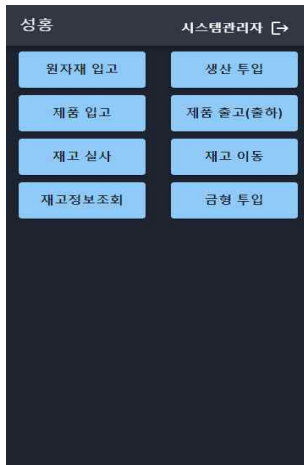 성홍 시스템관리자
원자재 입고 생산 투입
제품 입고 제품 출고(출하)
재고 실사 재고 이동
재고정보조회 금형 투입